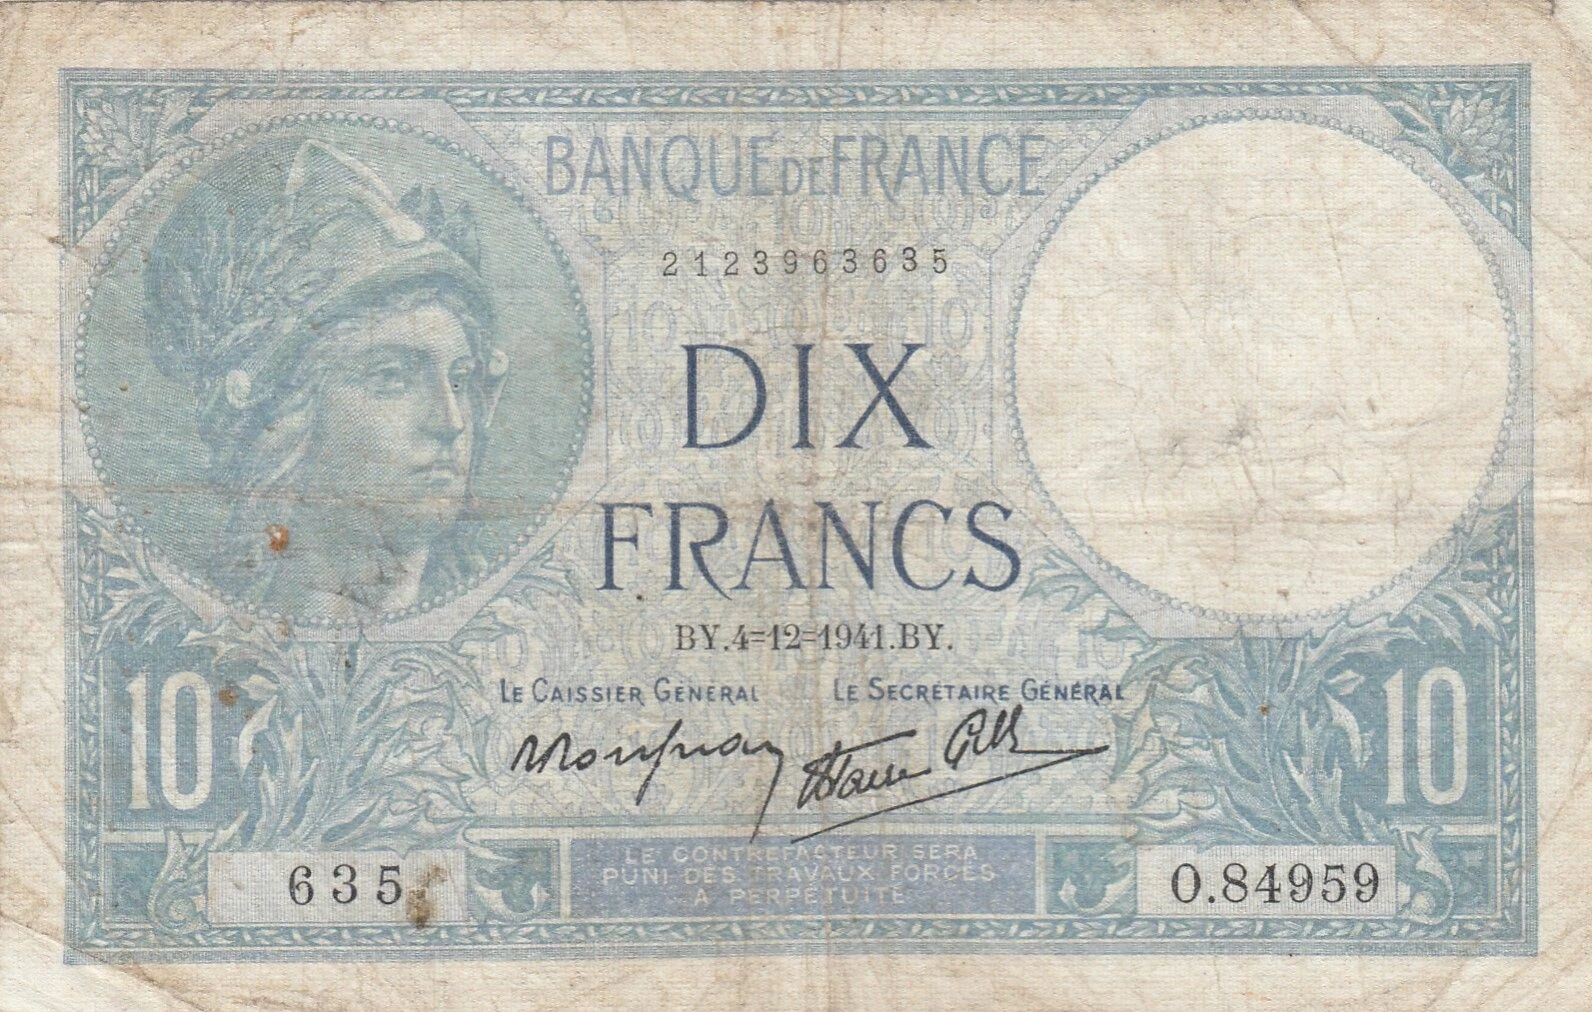 BANQUE DE FRANCE
2123963635
DIX
FRANCS
BY.4=12=1941.BY.
LE CAISSIER GÉNÉRAL
LE SECRÉTAIRE GÉNÉRAL
10
10
635
LE CONTREFACTEUR SERA
PUNI DES TRAVAUX FORCÉS
A PERPÉTUITÉ
O.84959